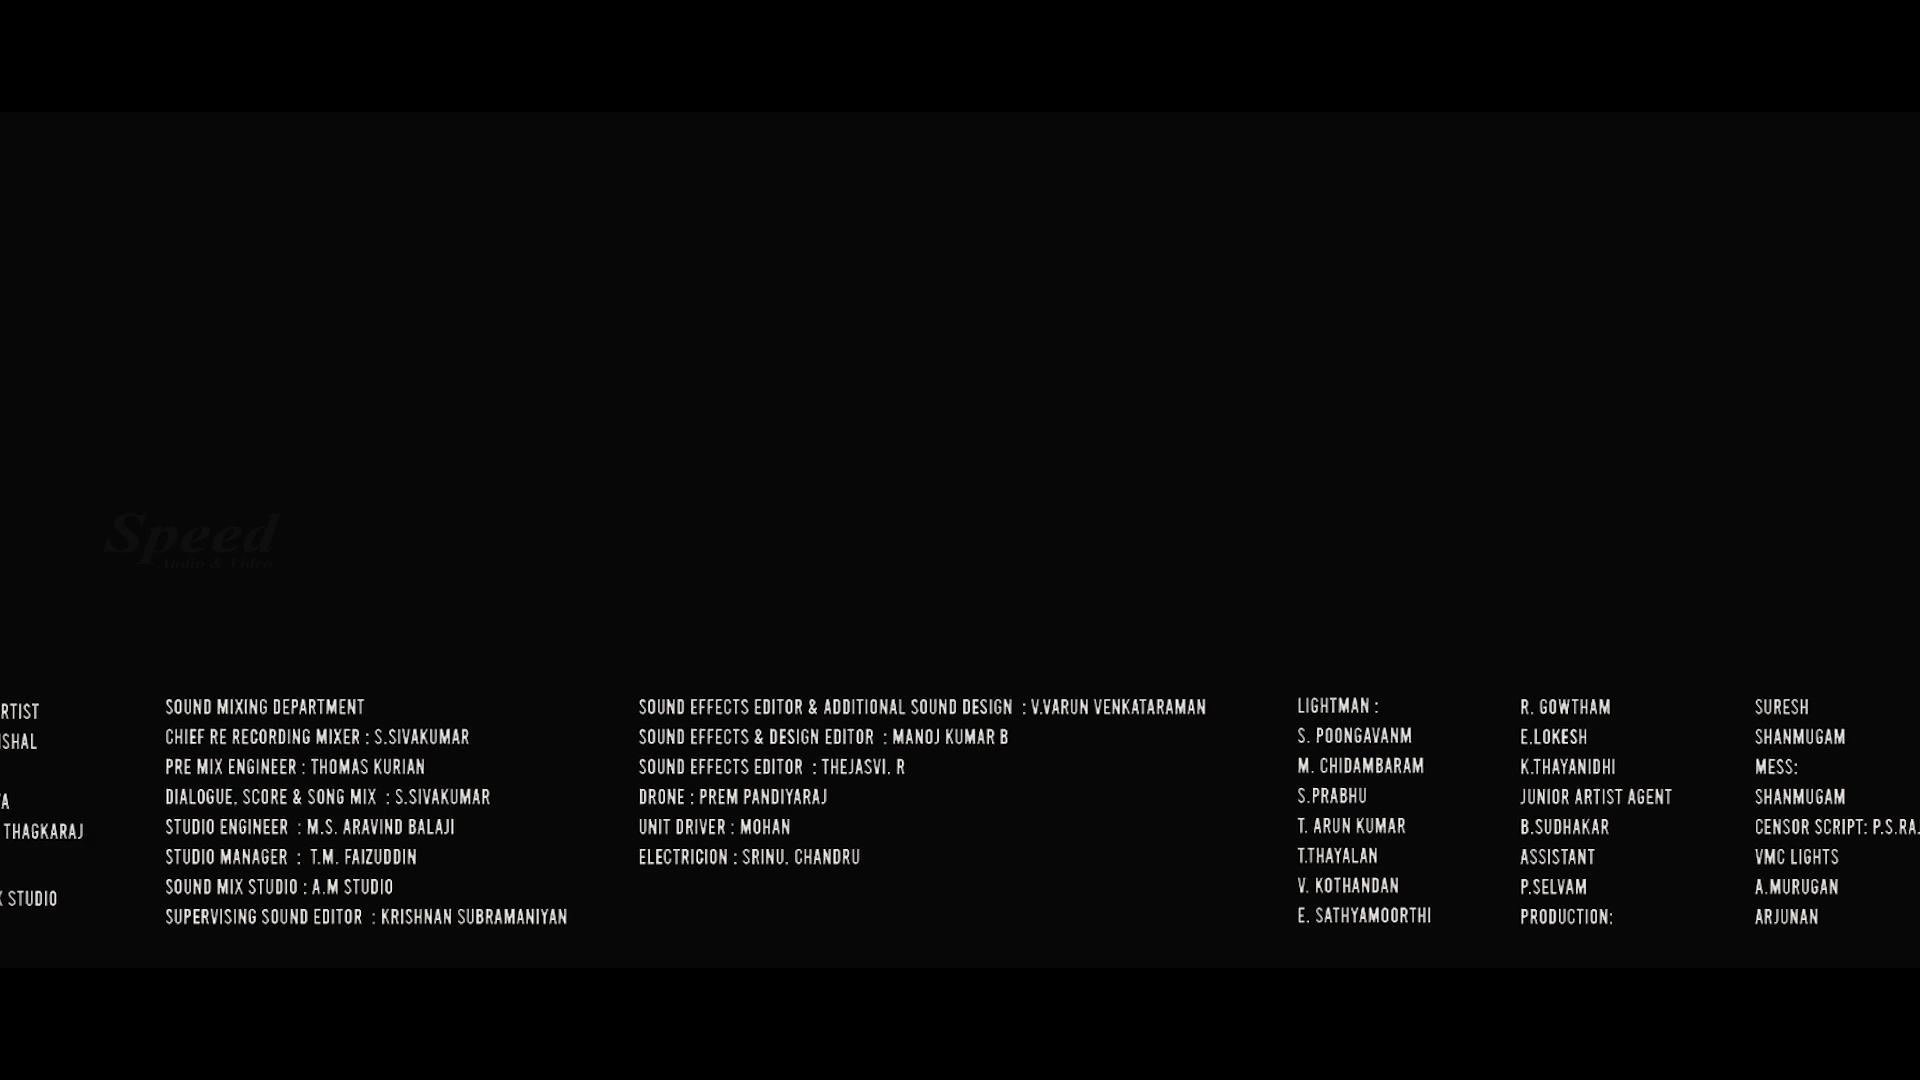 Speed
Audio & Video
RTIST
ISHAL
THAGKARAJ
STUDIO
SOUND MIXING DEPARTMENT
CHIEF RE RECORDING MIXER : S.SIVAKUMAR
PRE MIX ENGINEER : THOMAS KURIAN
DIALOGUE, SCORE & SONG MIX : S.SIVAKUMAR
STUDIO ENGINEER : M.S. ARAVIND BALAJI
STUDIO MANAGER : T.M. FAIZUDDIN
SOUND MIX STUDIO : A.M STUDIO
SUPERVISING SOUND EDITOR : KRISHNAN SUBRAMANIYAN
SOUND EFFECTS EDITOR & ADDITIONAL SOUND DESIGN : V.VARUN VENKATARAMAN
SOUND EFFECTS & DESIGN EDITOR : MANOJ KUMAR B
SOUND EFFECTS EDITOR : THEJASVI. R
DRONE : PREM PANDIYARAJ
UNIT DRIVER : MOHAN
ELECTRICION : SRINU, CHANDRU
LIGHTMAN :
S. POONGAVANM
M. CHIDAMBARAM
S.PRABHU
T. ARUN KUMAR
T.THAYALAN
V. KOTHANDAN
E. SATHYAMOORTHI
R. GOWTHAM
E.LOKESH
K.THAYANIDHI
JUNIOR ARTIST AGENT
B.SUDHAKAR
ASSISTANT
P.SELVAM
PRODUCTION:
SURESH
SHANMUGAM
MESS:
SHANMUGAM
CENSOR SCRIPT: P.S.RAJ
VMC LIGHTS
A.MURUGAN
ARJUNAN